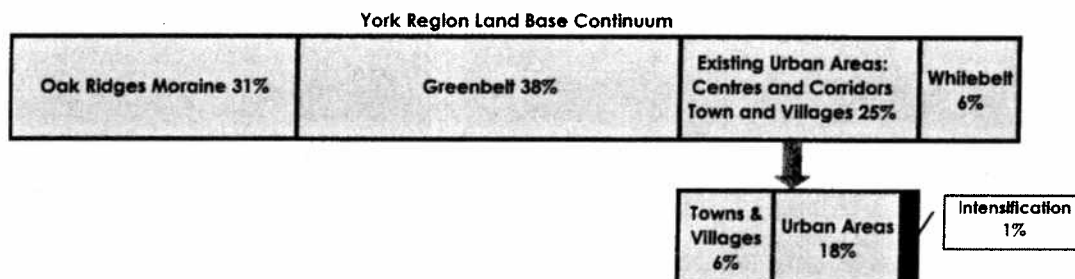 York Region Land Base Continuum
Oak Ridges Moraine 31%
Greenbelt 38%
Existing Urban Areas:
Centres and Corridors
Town and Villages 25%
Whitebelt
6%
Towns &
Villages
6%
Urban Areas
18%
Intensification
1%